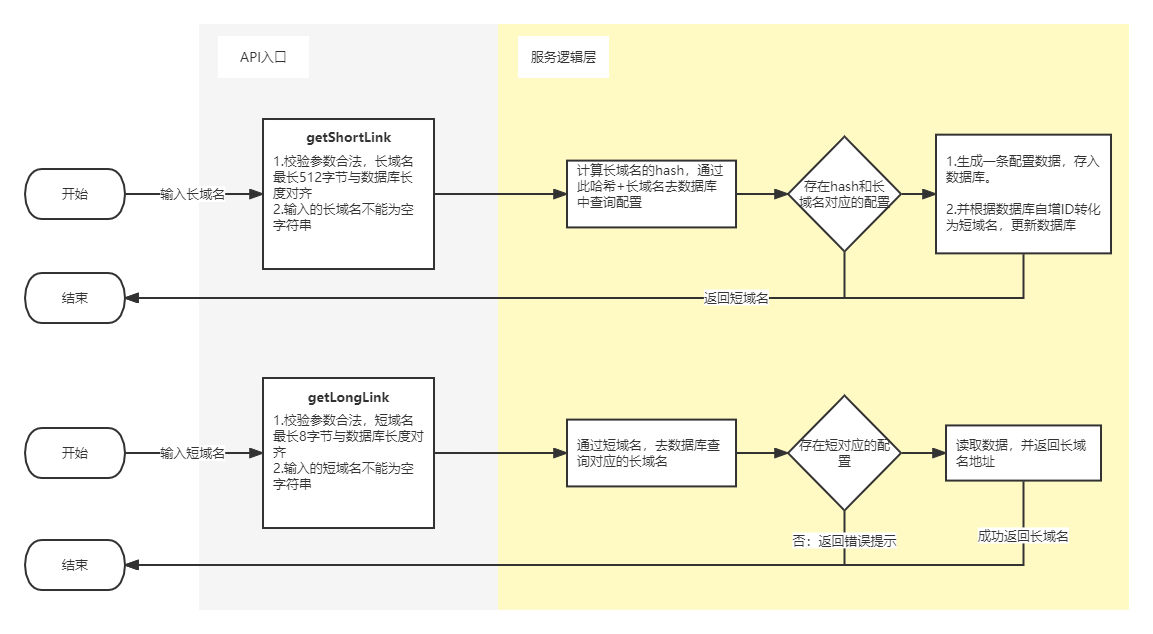 API入口
服务逻辑层
开始
输入长域名
getShortLink
1.校验参数合法，长域名
最长512字节与数据库长
度对齐
2.输入的长域名不能为空
字符串
计算长域名的hash，通过
此哈希+长域名去数据库
中查询配置
存在hash和长
域名对应的配置
1.生成一条配置数据，存入
数据库。
2.并根据数据库自增ID转化
为短域名，更新数据库
结束
返回短域名
开始
输入短域名
getLongLink
1.校验参数合法，短域名
最长8字节与数据库长度对
齐
2.输入的短域名不能为空
字符串
通过短域名，去数据库查
询对应的长域名
存在短对应的配
置
读取数据，并返回长域
名地址
否：返回错误提示
成功返回长域名
结束